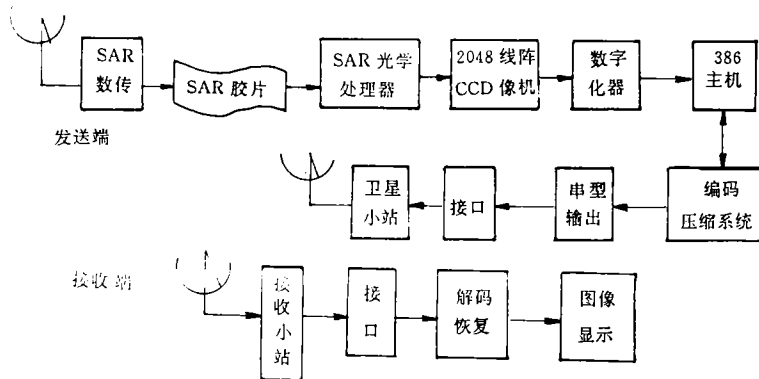 SAR
数传
SAR 胶片
SAR 光学
处理器
2048 线阵
CCD 像机
数字
化器
386
主机
发送端
卫星
小站
接口
串型
输出
编码
压缩系统
接收端
接
收
小
站
接
口
解码
恢复
图像
显示